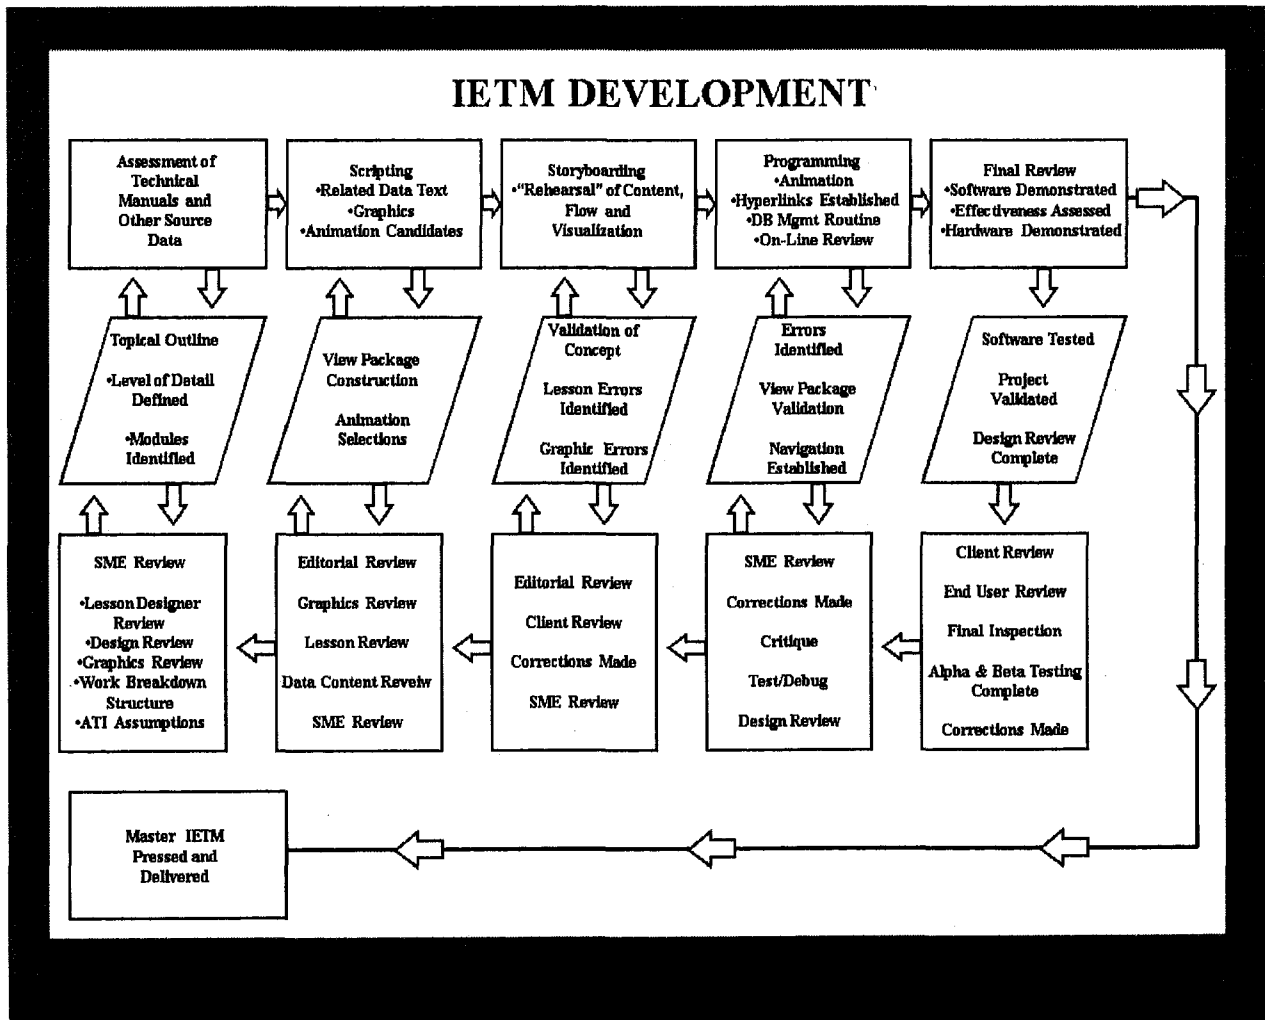 IETM DEVELOPMENT
Assessment of
Technical
Manuals and
Other Source
Data
Scripting
•Related Data Text
•Graphics
•Animation Candidates
Storyboarding
•"Rehearsal" of Content,
Flow and
Visualization
Programming
•Animation
•Hyperlinks Established
•DB Mgmt Routine
•On-Line Review
Final Review
•Software Demonstrated
•Effectiveness Assessed
•Hardware Demonstrated
Topical Outline
•Level of Detail
Defined
•Modules
Identified
View Package
Construction
Animation
Selections
Validation of
Concept
Lesson Errors
Identified
Graphic Errors
Identified
Errors
Identified
View Package
Validation
Navigation
Established
Software Tested
Project
Validated
Design Review
Complete
SME Review
•Lesson Designer
Review
•Design Review
•Graphics Review
•Work Breakdown
Structure
•ATI Assumptions
Editorial Review
Graphics Review
Lesson Review
Data Content Reveiw
SME Review
Editorial Review
Client Review
Corrections Made
SME Review
SME Review
Corrections Made
Critique
Test/Debug
Design Review
Client Review
End User Review
Final Inspection
Alpha & Beta Testing
Complete
Corrections Made
Master IETM
Pressed and
Delivered